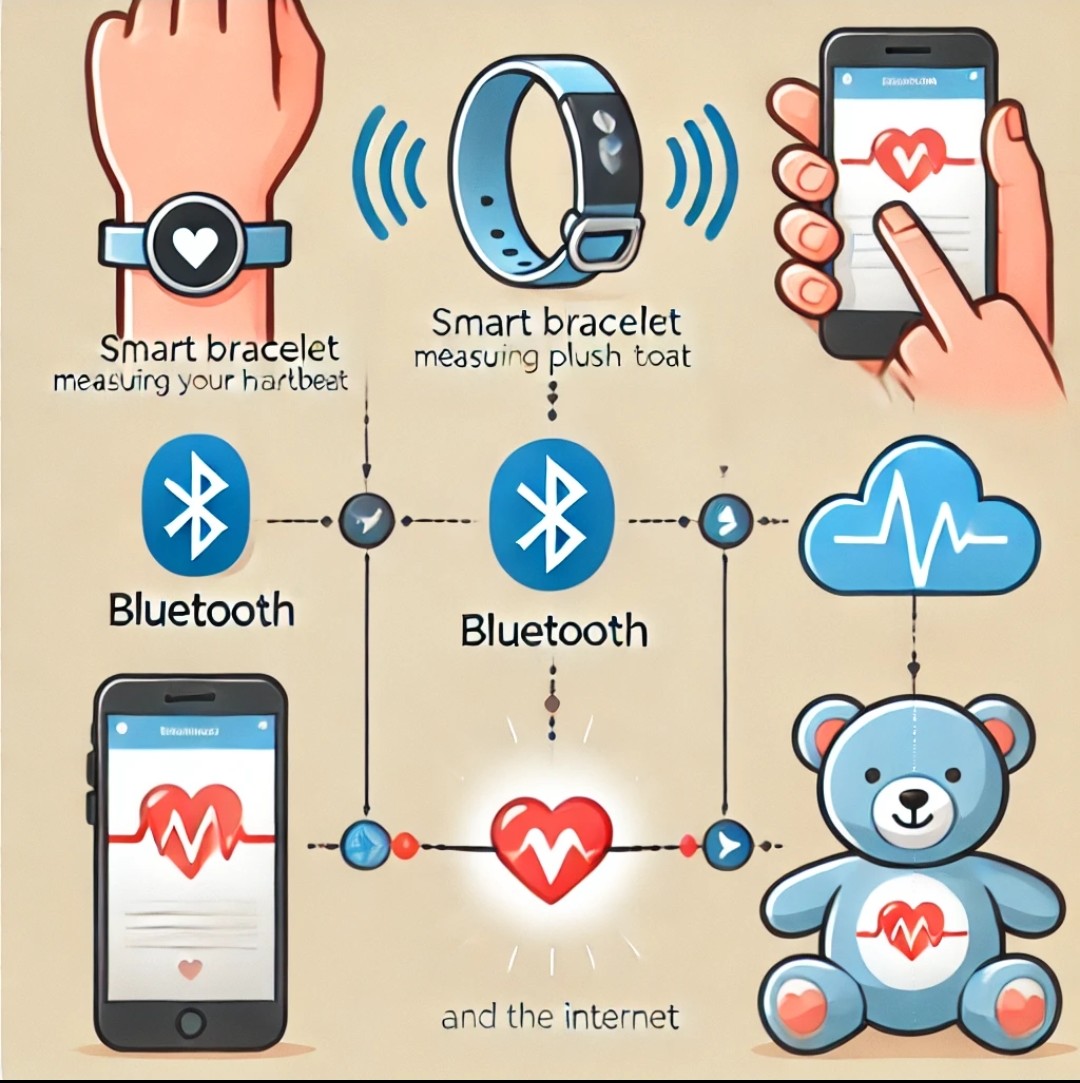 Smart bracelet
measuing your hartbeat
Smart bracelet
measuing plush toat
Bluetooth
Bluetooth
and the internet